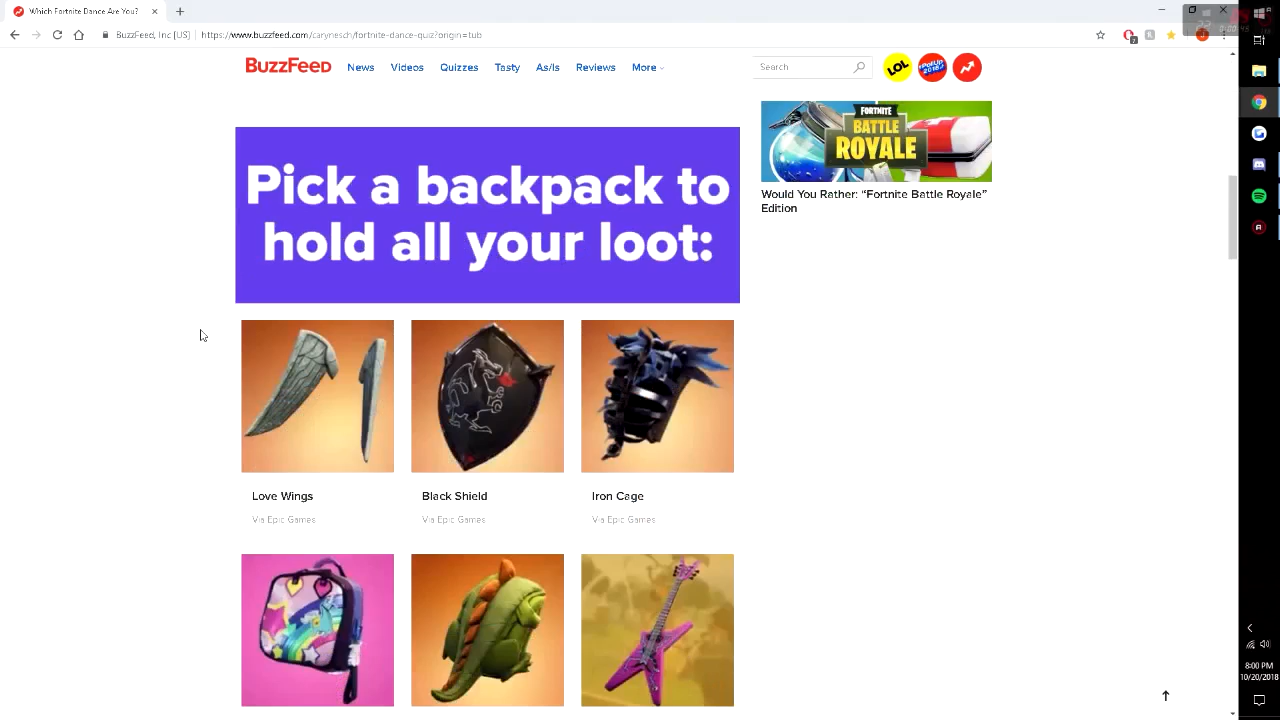 Which Fortnite Dance Are You?
BuzzFeed, Inc [US]
https://www.buzzfeed.com/carynesch/fortnite-dance-quiz?origin=tub
BuzzFeed
News
Videos
Quizzes
Tasty
As/Is
Reviews
More
Search
LOL
#PolUp
2018
FORTNITE
BATTLE
ROYALE
Would You Rather: “Fortnite Battle Royale”
Edition
Pick a backpack to
hold all your loot:
Love Wings
Via Epic Games
Black Shield
Via Epic Games
Iron Cage
Via Epic Games
8:00 PM
10/20/2018